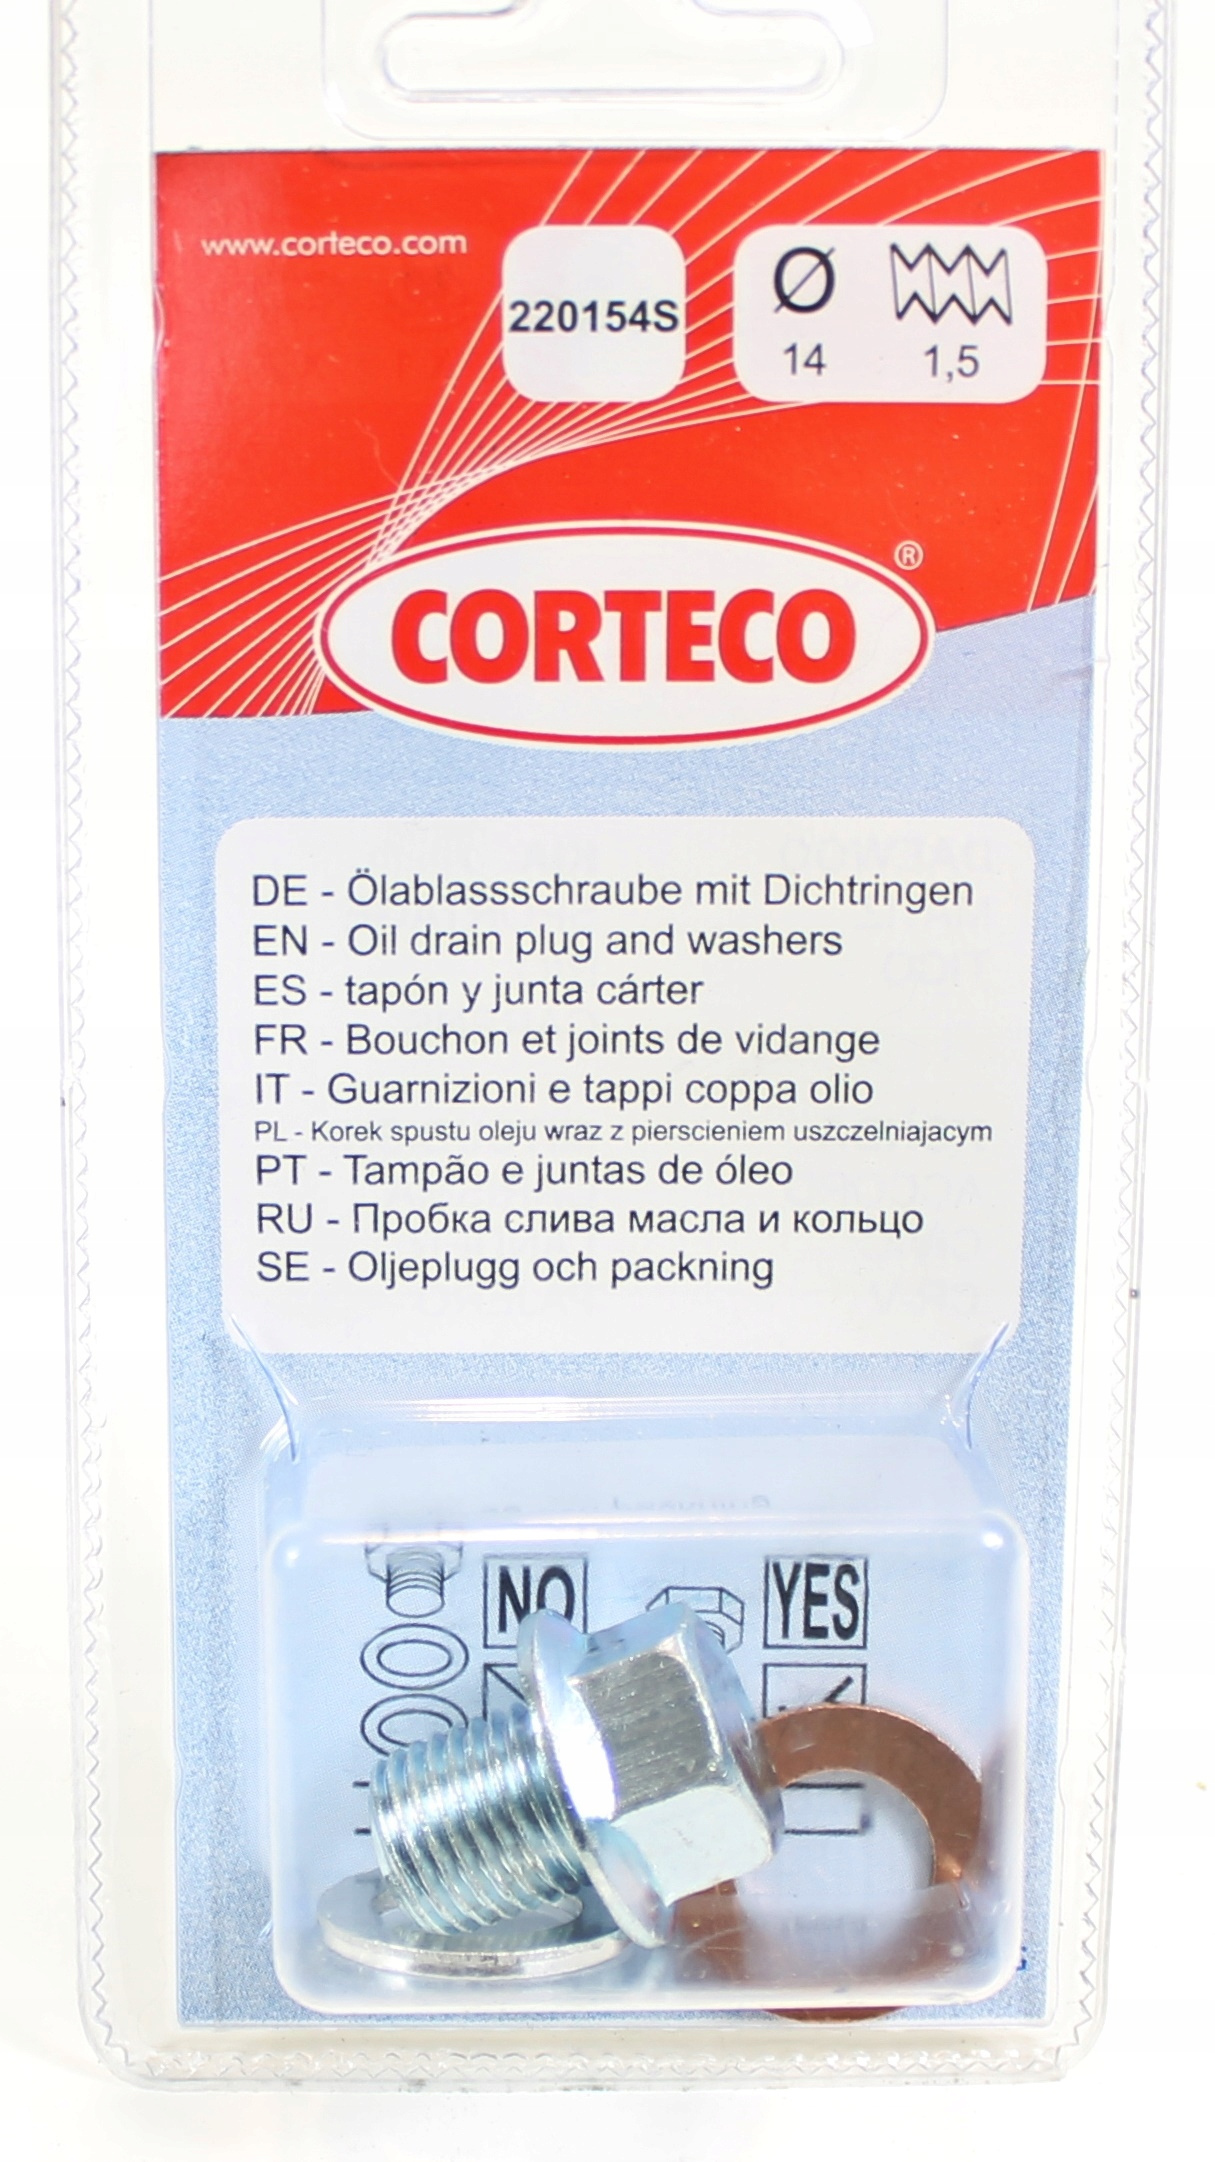 www.corteco.com
220154S
Ø
14 1,5
CORTECO®
DE - Ölablassschraube mit Dichtringen
EN - Oil drain plug and washers
ES - tapón y junta cárter
FR - Bouchon et joints de vidange
IT - Guarnizioni e tappi coppa olio
PL - Korek spustu oleju wraz z pierscieniem uszczelniajacym
PT - Tampão e juntas de óleo
RU - Пробка слива масла и кольцо
SE - Oljeplugg och packning
NO YES